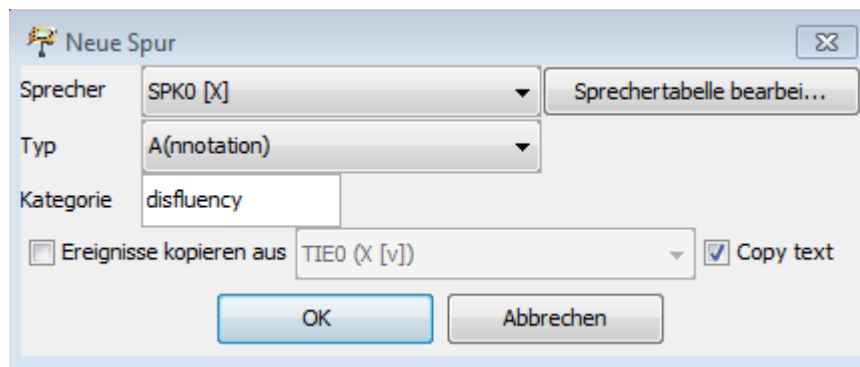 Neue Spur
Sprecher SPK0 [X] Sprechertabelle bearbei...
Typ A(nnotation)
Kategorie disfluency
Ereignisse kopieren aus TIE0 (X [v]) Copy text
OK Abbrechen